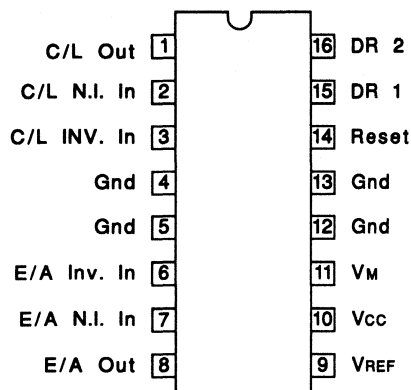 C/L Out 1 16 DR 2
C/L N.I. In 2 15 DR 1
C/L INV. In 3 14 Reset
Gnd 4 13 Gnd
Gnd 5 12 Gnd
E/A Inv. In 6 11 VM
E/A N.I. In 7 10 Vcc
E/A Out 8 9 VREF